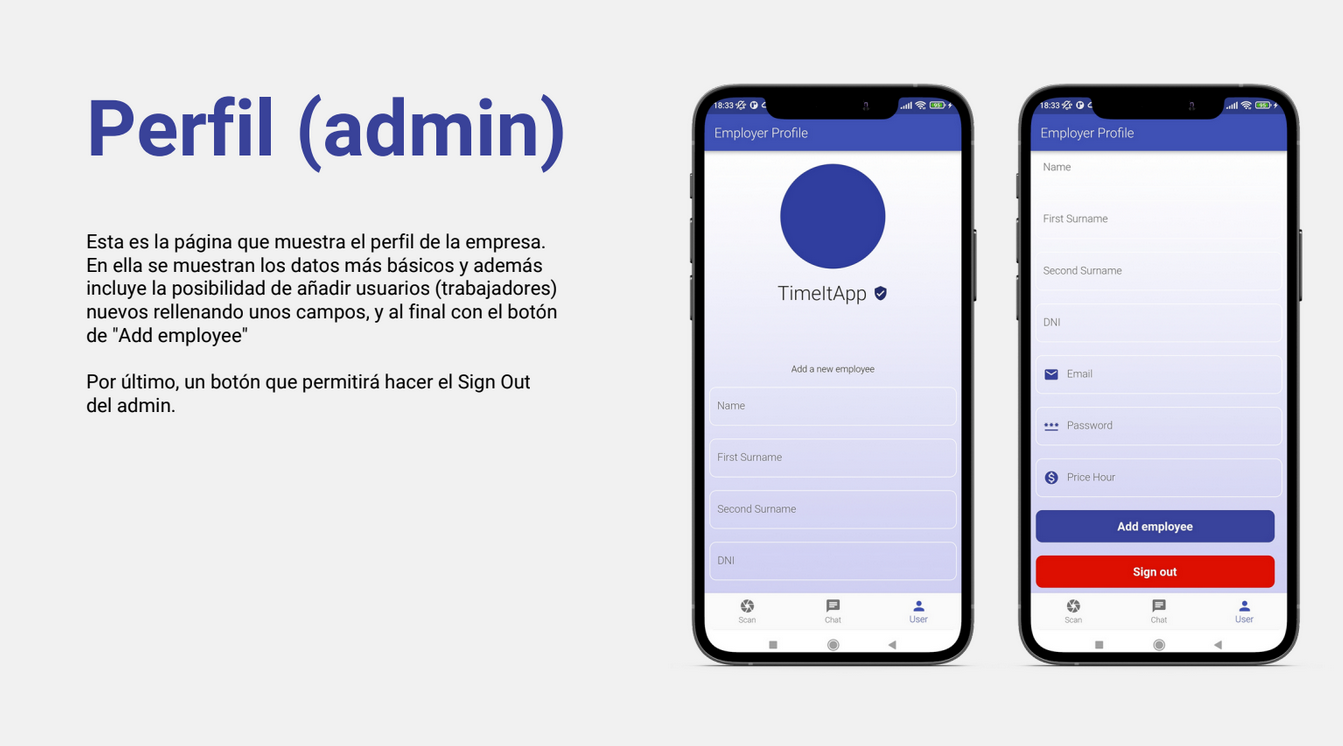 Perfil (admin)
Esta es la página que muestra el perfil de la empresa.
En ella se muestran los datos más básicos y además
incluye la posibilidad de añadir usuarios (trabajadores)
nuevos rellenando unos campos, y al final con el botón
de "Add employee"
Por último, un botón que permitirá hacer el Sign Out
del admin.
18:33
95
Employer Profile
TimeItApp
Add a new employee
Name
First Surname
Second Surname
DNI
Scan
Chat
User
18:33
95
Employer Profile
Name
First Surname
Second Surname
DNI
Email
Password
Price Hour
Add employee
Sign out
Scan
Chat
User